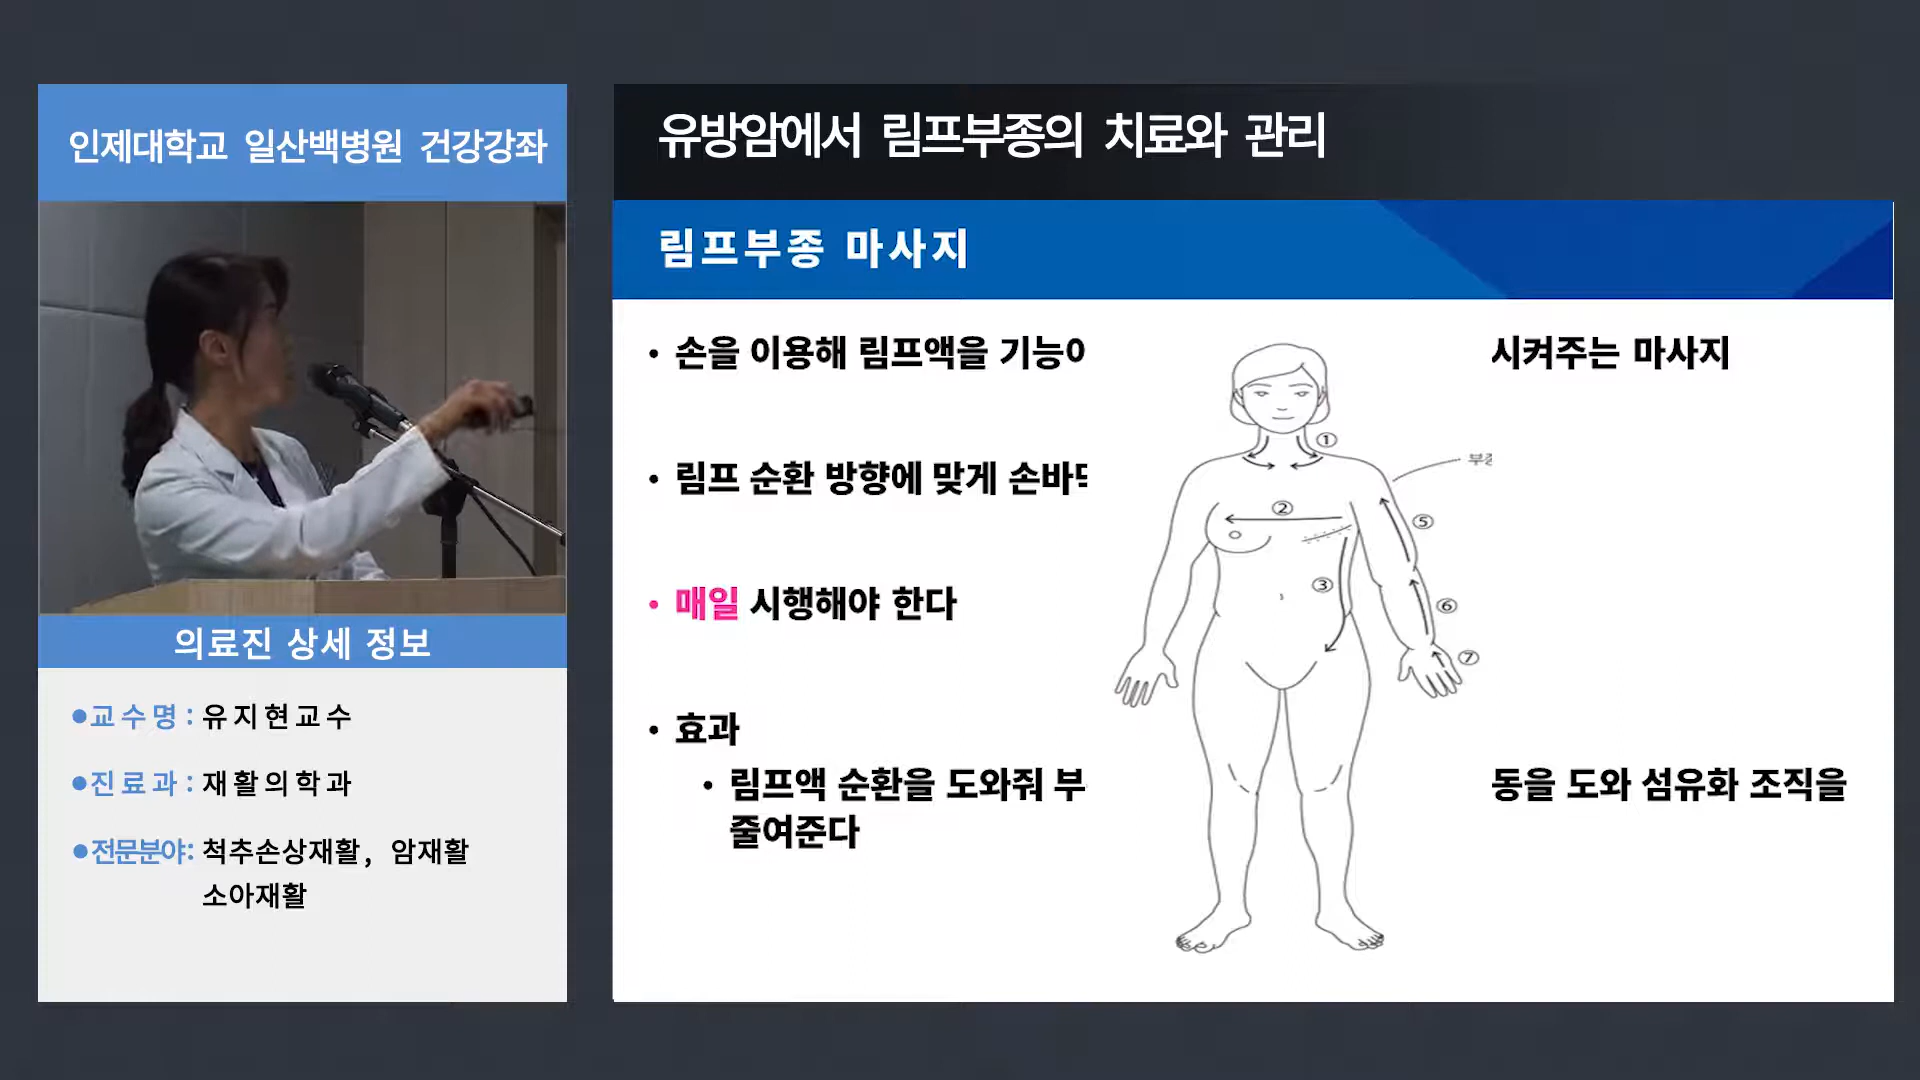 인제대학교 일산백병원 건강강좌
유방암에서 림프부종의 치료와 관리
림프부종 마사지
• 손을 이용해 림프액을 기능이 시켜주는 마사지
• 림프 순환 방향에 맞게
• 매일 시행해야 한다
• 효과
• 림프액 순환을 도와줘 부 동을 도와 섬유화 조직을
줄여준다
①
②
③
⑤
⑥
⑦
의료진 상세 정보
●교수명 : 유지현교수
●진료과 : 재활의학과
●전문분야: 척추손상재활, 암재활
소아재활